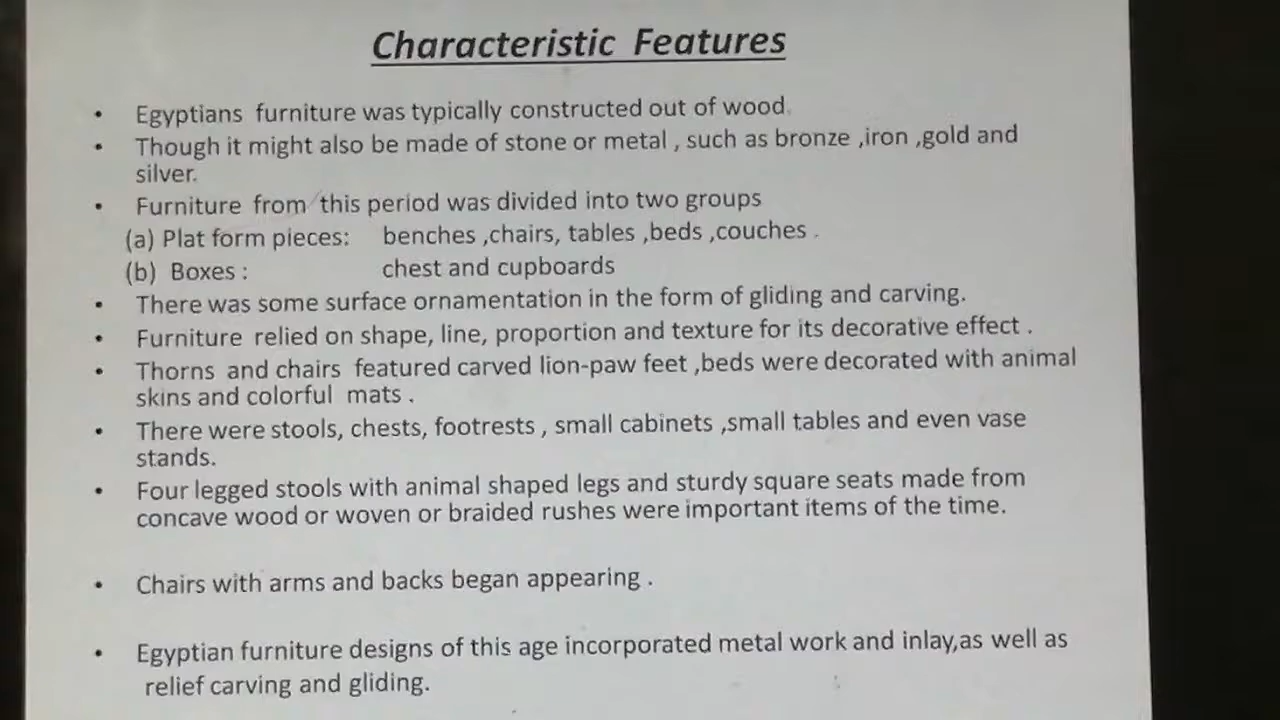 Characteristic Features
• Egyptians furniture was typically constructed out of wood.
• Though it might also be made of stone or metal , such as bronze ,iron ,gold and
silver.
• Furniture from this period was divided into two groups
(a) Plat form pieces: benches ,chairs, tables ,beds ,couches .
(b) Boxes : chest and cupboards
• There was some surface ornamentation in the form of gliding and carving.
• Furniture relied on shape, line, proportion and texture for its decorative effect .
• Thorns and chairs featured carved lion-paw feet ,beds were decorated with animal
skins and colorful mats .
• There were stools, chests, footrests , small cabinets ,small tables and even vase
stands.
• Four legged stools with animal shaped legs and sturdy square seats made from
concave wood or woven or braided rushes were important items of the time.
• Chairs with arms and backs began appearing .
• Egyptian furniture designs of this age incorporated metal work and inlay,as well as
relief carving and gliding.